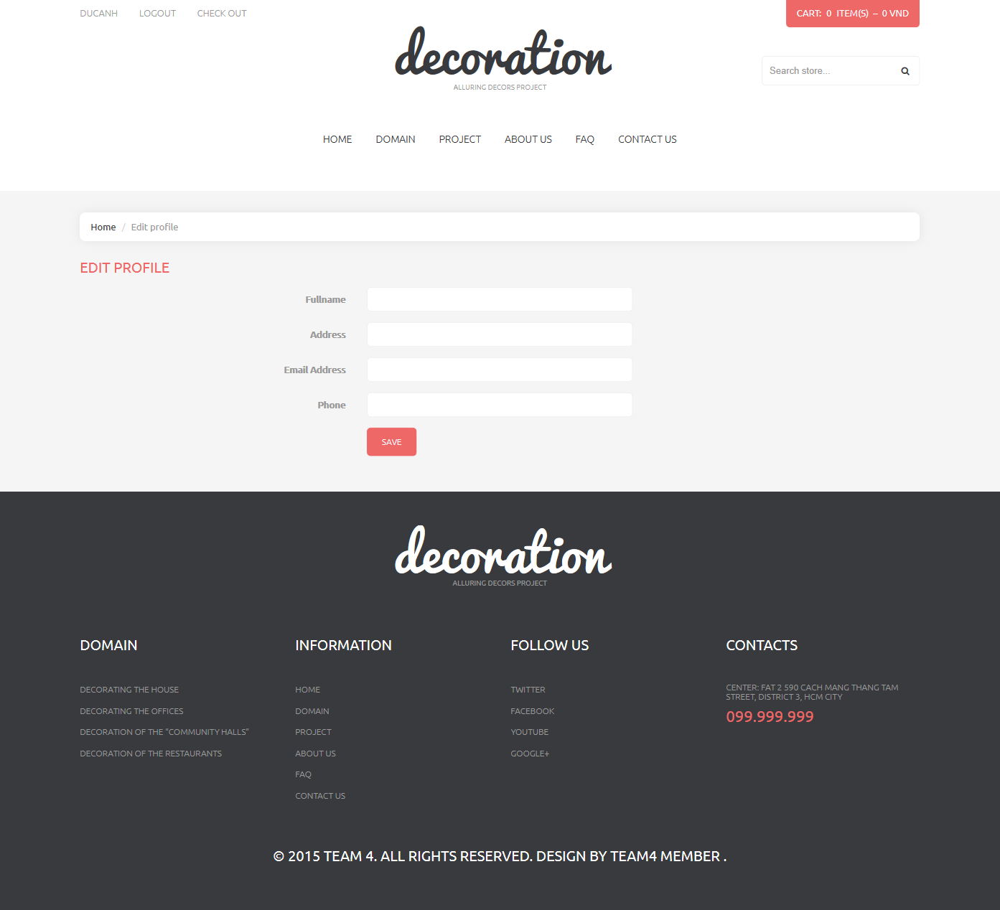 DUCANH LOGOUT CHECK OUT
CART: 0 ITEM(S) – 0 VND
decoration
ALLURING DECORS PROJECT
Search store...
HOME DOMAIN PROJECT ABOUT US FAQ CONTACT US
Home / Edit profile
EDIT PROFILE
Fullname
Address
Email Address
Phone
SAVE
decoration
ALLURING DECORS PROJECT
DOMAIN
DECORATING THE HOUSE
DECORATING THE OFFICES
DECORATION OF THE “COMMUNITY HALLS”
DECORATION OF THE RESTAURANTS
INFORMATION
HOME
DOMAIN
PROJECT
ABOUT US
FAQ
CONTACT US
FOLLOW US
TWITTER
FACEBOOK
YOUTUBE
GOOGLE+
CONTACTS
CENTER: FAT 2 590 CACH MANG THANG TAM
STREET, DISTRICT 3, HCM CITY
099.999.999
© 2015 TEAM 4. ALL RIGHTS RESERVED. DESIGN BY TEAM4 MEMBER .